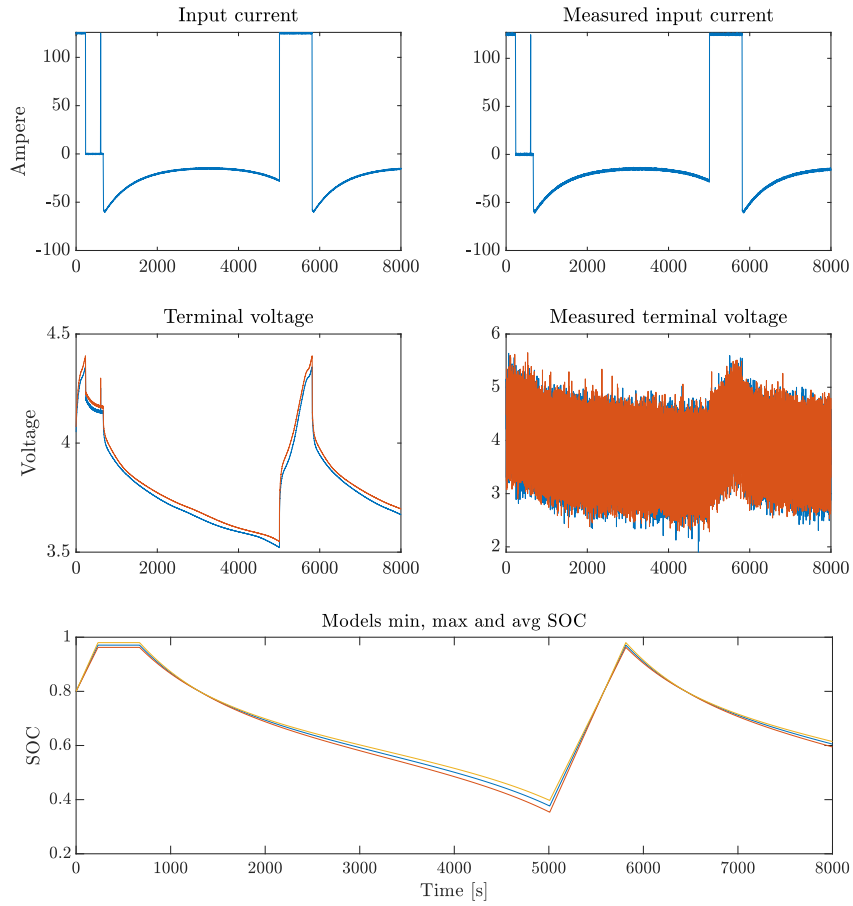 Input current
Measured input current
Ampere
100
50
0
-50
-100
0 2000 4000 6000 8000
100
50
0
-50
-100
0 2000 4000 6000 8000
Terminal voltage
Measured terminal voltage
Voltage
4.5
4
3.5
0 2000 4000 6000 8000
6
5
4
3
2
0 2000 4000 6000 8000
Models min, max and avg SOC
SOC
1
0.8
0.6
0.4
0.2
0 1000 2000 3000 4000 5000 6000 7000 8000
Time [s]